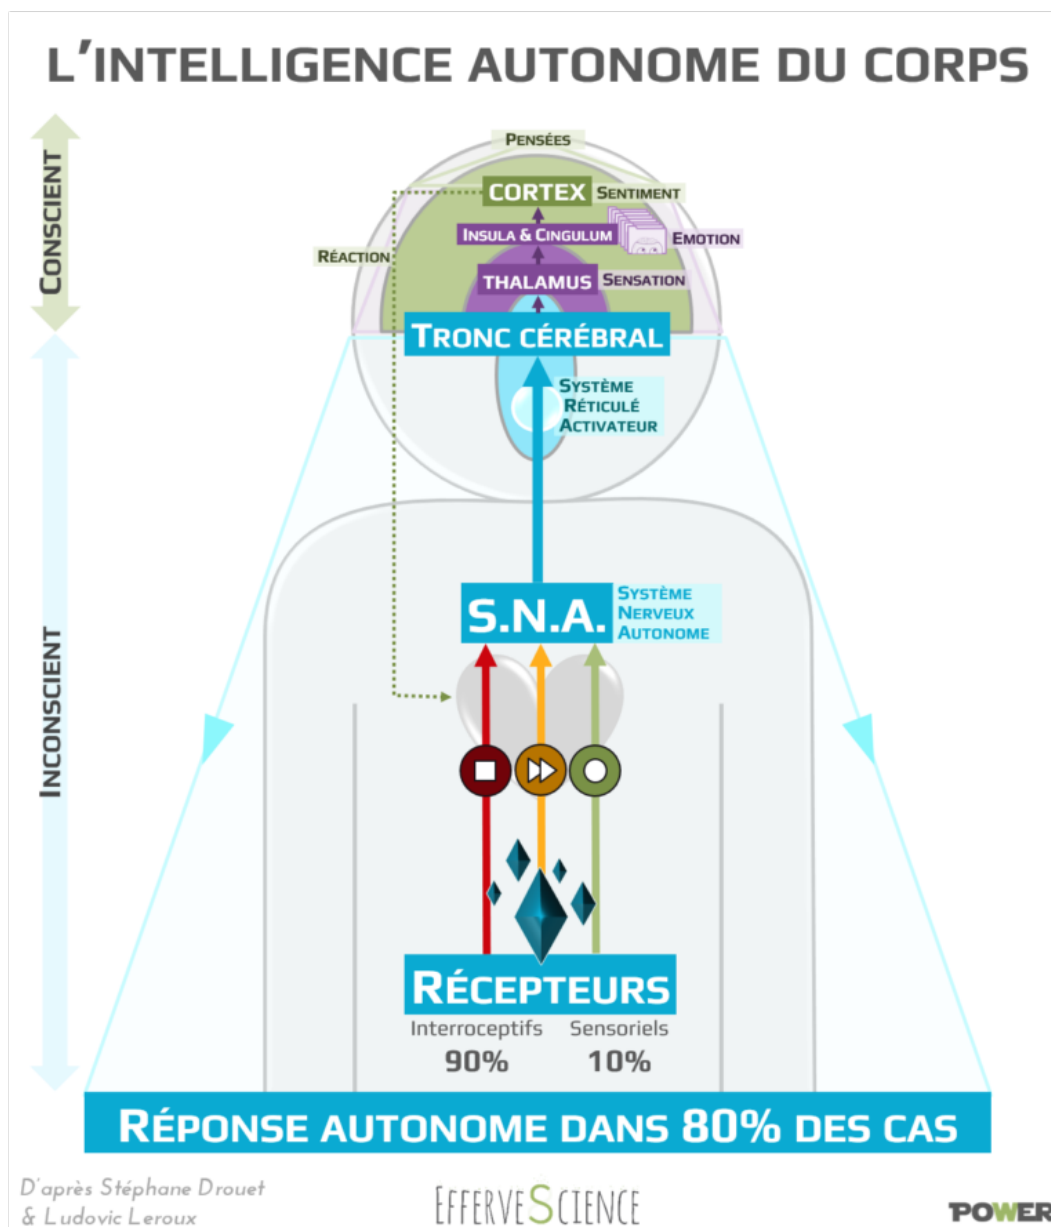 L'INTELLIGENCE AUTONOME DU CORPS
CONSCIENT
PENSÉES
CORTEX SENTIMENT
INSULA & CINGULUM EMOTION
RÉACTION
THALAMUS SENSATION
TRONC CÉRÉBRAL
SYSTÈME
RÉTICULÉ
ACTIVATEUR
INCONSCIENT
S.N.A.
SYSTÈME
NERVEUX
AUTONOME
RÉCEPTEURS
Interroceptifs Sensoriels
90% 10%
RÉPONSE AUTONOME DANS 80% DES CAS
D'après Stéphane Drouet
& Ludovic Leroux
EFFERVESCIENCE
POWER